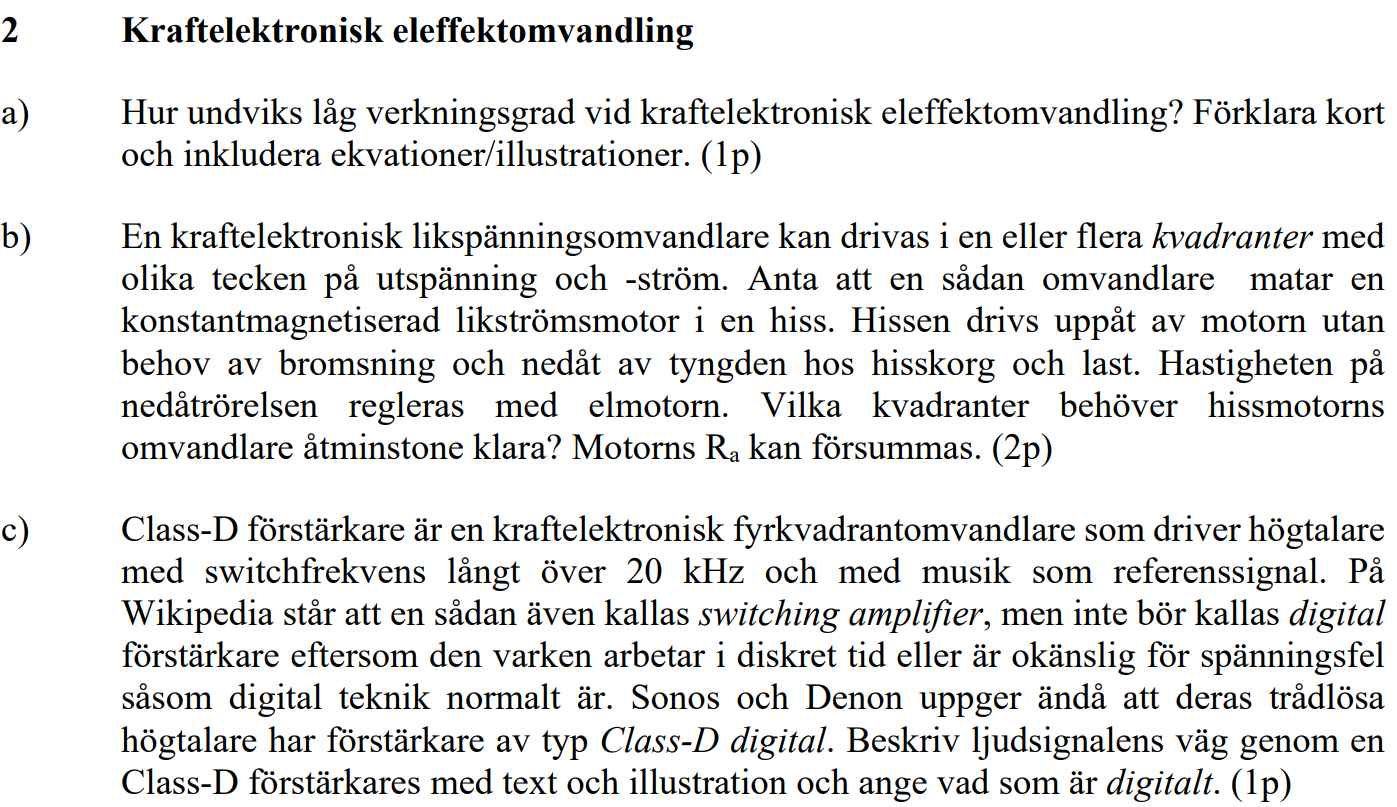 2 Kraftelektronisk eleffektomvandling
a) Hur undviks låg verkningsgrad vid kraftelektronisk eleffektomvandling? Förklara kort
och inkludera ekvationer/illustrationer. (1p)
b) En kraftelektronisk likspänningsomvandlare kan drivas i en eller flera kvadranter med
olika tecken på utspänning och -ström. Anta att en sådan omvandlare matar en
konstantmagnetiserad likströmsmotor i en hiss. Hissen drivs uppåt av motorn utan
behov av bromsning och nedåt av tyngden hos hisskorg och last. Hastigheten på
nedåtrörelsen regleras med elmotorn. Vilka kvadranter behöver hissmotorns
omvandlare åtminstone klara? Motorns Ra kan försummas. (2p)
c) Class-D förstärkare är en kraftelektronisk fyrkvadrantomvandlare som driver högtalare
med switchfrekvens långt över 20 kHz och med musik som referenssignal. På
Wikipedia står att en sådan även kallas switching amplifier, men inte bör kallas digital
förstärkare eftersom den varken arbetar i diskret tid eller är okänslig för spänningsfel
såsom digital teknik normalt är. Sonos och Denon uppger ändå att deras trådlösa
högtalare har förstärkare av typ Class-D digital. Beskriv ljudsignalens väg genom en
Class-D förstärkares med text och illustration och ange vad som är digitalt. (1p)